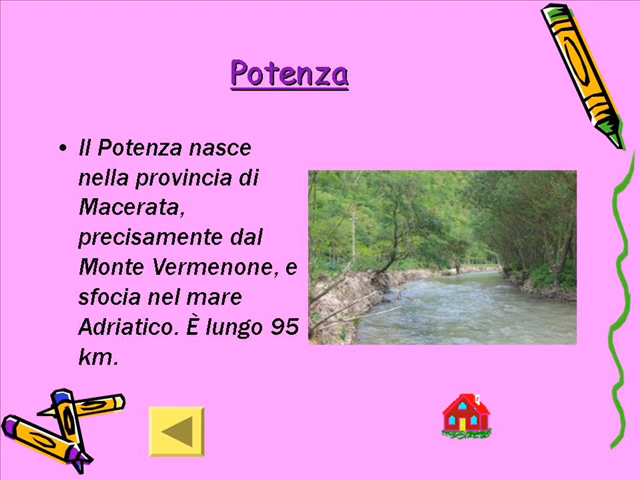 Potenza
• Il Potenza nasce
nella provincia di
Macerata,
precisamente dal
Monte Vermenone, e
sfocia nel mare
Adriatico. È lungo 95
km.